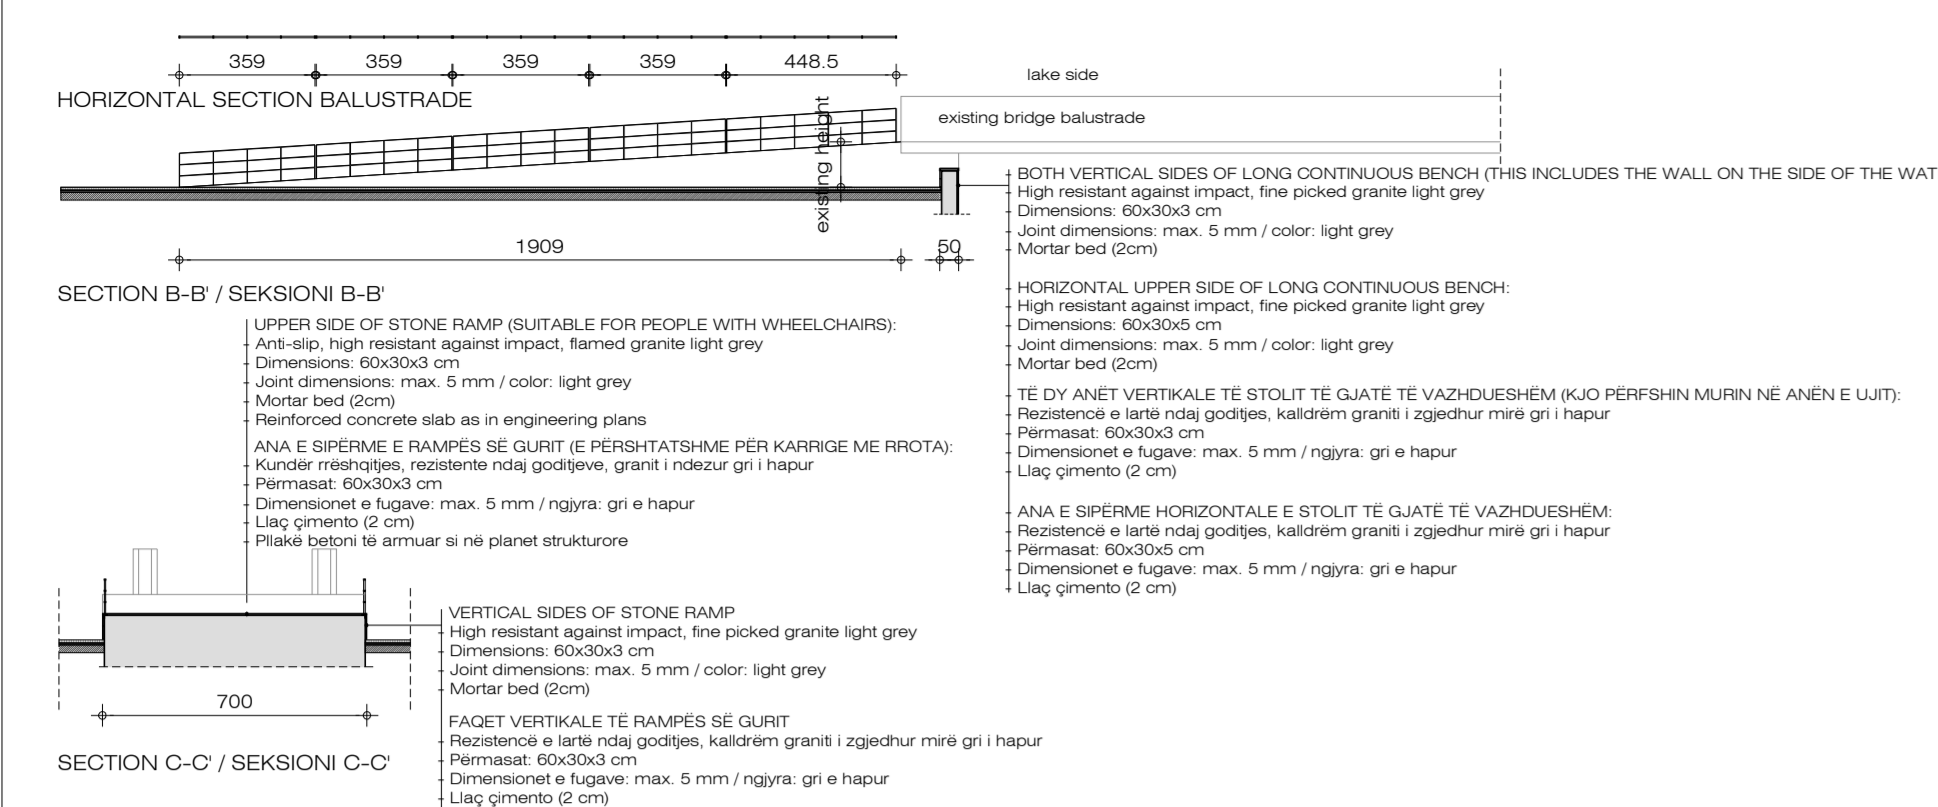 359
359
359
359
448.5
HORIZONTAL SECTION BALUSTRADE
lake side
existing bridge balustrade
existing height
1909
50
SECTION B-B' / SEKSIONI B-B'
BOTH VERTICAL SIDES OF LONG CONTINUOUS BENCH (THIS INCLUDES THE WALL ON THE SIDE OF THE WAT
High resistant against impact, fine picked granite light grey
Dimensions: 60x30x3 cm
Joint dimensions: max. 5 mm / color: light grey
Mortar bed (2cm)
HORIZONTAL UPPER SIDE OF LONG CONTINUOUS BENCH:
High resistant against impact, fine picked granite light grey
Dimensions: 60x30x5 cm
Joint dimensions: max. 5 mm / color: light grey
Mortar bed (2cm)
TË DY ANËT VERTIKALE TË STOLIT TË GJATË TË VAZHDUESHËM (KJO PËRFSHIN MURIN NË ANËN E UJIT):
Rezistencë e lartë ndaj goditjes, kalldrëm graniti i zgjedhur mirë gri i hapur
Përmasat: 60x30x3 cm
Dimensionet e fugave: max. 5 mm / ngjyra: gri e hapur
Llaç çimento (2 cm)
ANA E SIPËRME HORIZONTALE E STOLIT TË GJATË TË VAZHDUESHËM:
Rezistencë e lartë ndaj goditjes, kalldrëm graniti i zgjedhur mirë gri i hapur
Përmasat: 60x30x5 cm
Dimensionet e fugave: max. 5 mm / ngjyra: gri e hapur
Llaç çimento (2 cm)
UPPER SIDE OF STONE RAMP (SUITABLE FOR PEOPLE WITH WHEELCHAIRS):
Anti-slip, high resistant against impact, flamed granite light grey
Dimensions: 60x30x3 cm
Joint dimensions: max. 5 mm / color: light grey
Mortar bed (2cm)
Reinforced concrete slab as in engineering plans
ANA E SIPËRME E RAMPËS SË GURIT (E PËRSHTATSHME PËR KARRIGE ME RROTA):
Kundër rrëshqitjes, rezistente ndaj goditjeve, granit i ndezur gri i hapur
Përmasat: 60x30x3 cm
Dimensionet e fugave: max. 5 mm / ngjyra: gri e hapur
Llaç çimento (2 cm)
Pllakë betoni të armuar si në planet strukturore
VERTICAL SIDES OF STONE RAMP
High resistant against impact, fine picked granite light grey
Dimensions: 60x30x3 cm
Joint dimensions: max. 5 mm / color: light grey
Mortar bed (2cm)
FAQET VERTIKALE TË RAMPËS SË GURIT
Rezistencë e lartë ndaj goditjes, kalldrëm graniti i zgjedhur mirë gri i hapur
Përmasat: 60x30x3 cm
Dimensionet e fugave: max. 5 mm / ngjyra: gri e hapur
Llaç çimento (2 cm)
700
SECTION C-C' / SEKSIONI C-C'